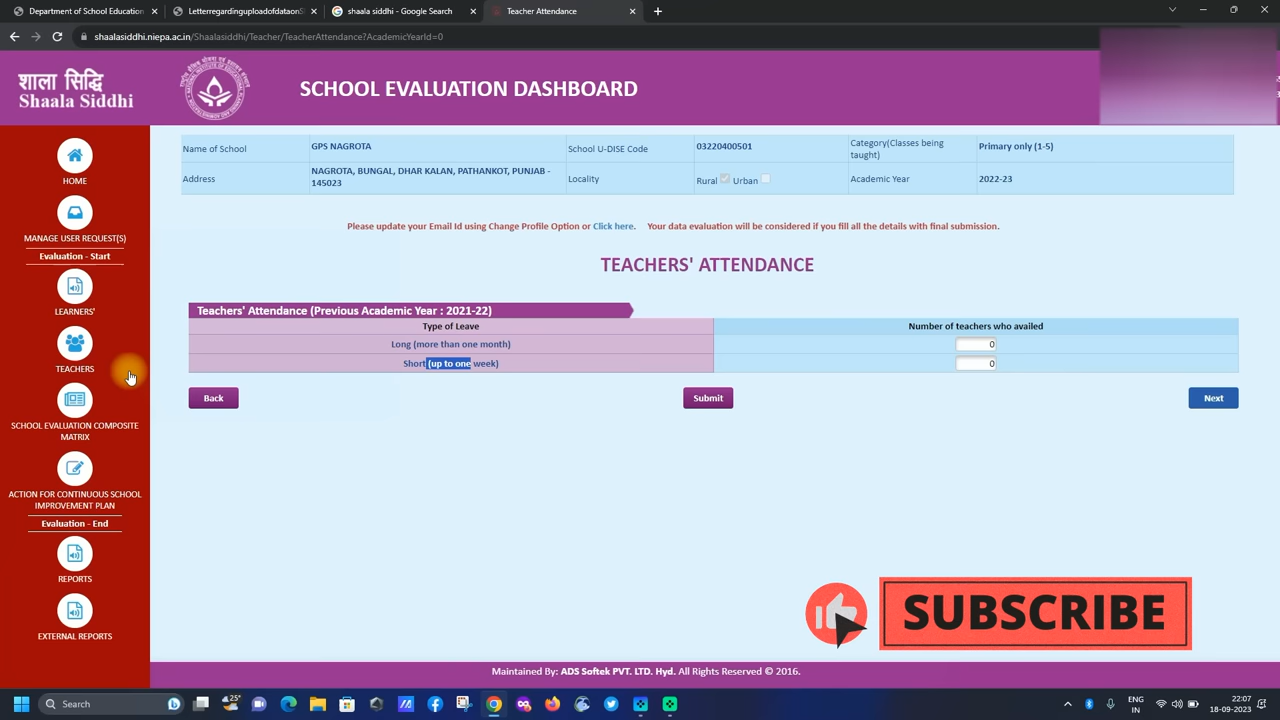 Department of School Education
UnterregistrungduploadofdataonS
shaala siddhi - Google Search
Teacher Attendance
shaalasiddhi.niepa.ac.in/Shaalasiddhi/Teacher/TeacherAttendance?AcademicYearId=0
शाला सिद्धि
Shaala Siddhi
SCHOOL EVALUATION DASHBOARD
Name of School GPS NAGROTA School U-DISE Code 03220400501 Category(Classes being taught) Primary only (1-5)
Address NAGROTA, BUNGAL, DHAR KALAN, PATHANKOT, PUNJAB - 145023 Locality Rural Urban Academic Year 2022-23
Please update your Email Id using Change Profile Option or Click here. Your data evaluation will be considered if you fill all the details with final submission.
HOME
MANAGE USER REQUEST(S)
Evaluation - Start
LEARNERS'
TEACHERS
SCHOOL EVALUATION COMPOSITE
MATRIX
ACTION FOR CONTINUOUS SCHOOL
IMPROVEMENT PLAN
Evaluation - End
REPORTS
EXTERNAL REPORTS
TEACHERS' ATTENDANCE
Teachers' Attendance (Previous Academic Year : 2021-22)
Type of Leave Number of teachers who availed
Long (more than one month) 0
Short (up to one week) 0
Back Submit Next
SUBSCRIBE
Maintained By: ADS Softek PVT. LTD. Hyd. All Rights Reserved © 2016.
Search
25°
ENG
IN
22:07
18-09-2023